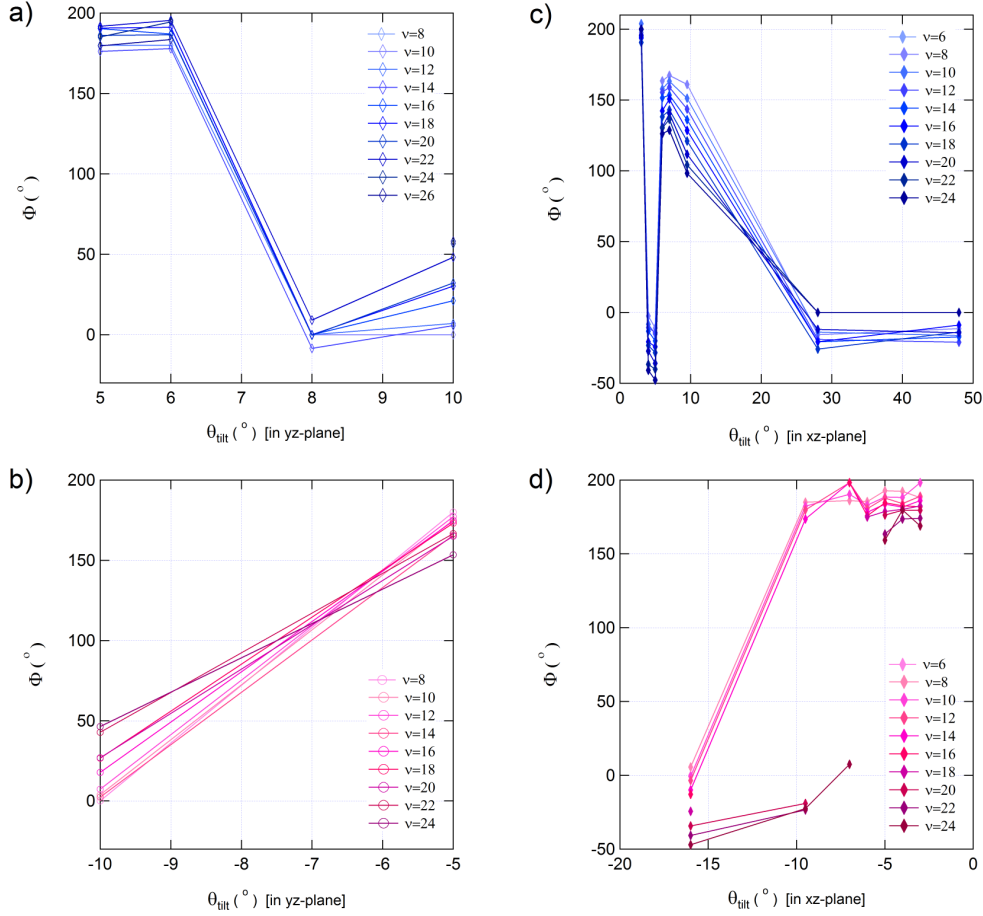 a)
200
150
100
50
0
Φ(°)
5
6
7
8
9
10
θtilt(°) [in yz-plane]
ν=8
ν=10
ν=12
ν=14
ν=16
ν=18
ν=20
ν=22
ν=24
ν=26
c)
200
150
100
50
0
-50
Φ(°)
0
10
20
30
40
50
θtilt(°) [in xz-plane]
ν=6
ν=8
ν=10
ν=12
ν=14
ν=16
ν=18
ν=20
ν=22
ν=24
b)
200
150
100
50
0
Φ(°)
-10
-9
-8
-7
-6
-5
θtilt(°) [in yz-plane]
ν=8
ν=10
ν=12
ν=14
ν=16
ν=18
ν=20
ν=22
ν=24
d)
200
150
100
50
0
-50
Φ(°)
-20
-15
-10
-5
0
θtilt(°) [in xz-plane]
ν=6
ν=8
ν=10
ν=12
ν=14
ν=16
ν=18
ν=20
ν=22
ν=24